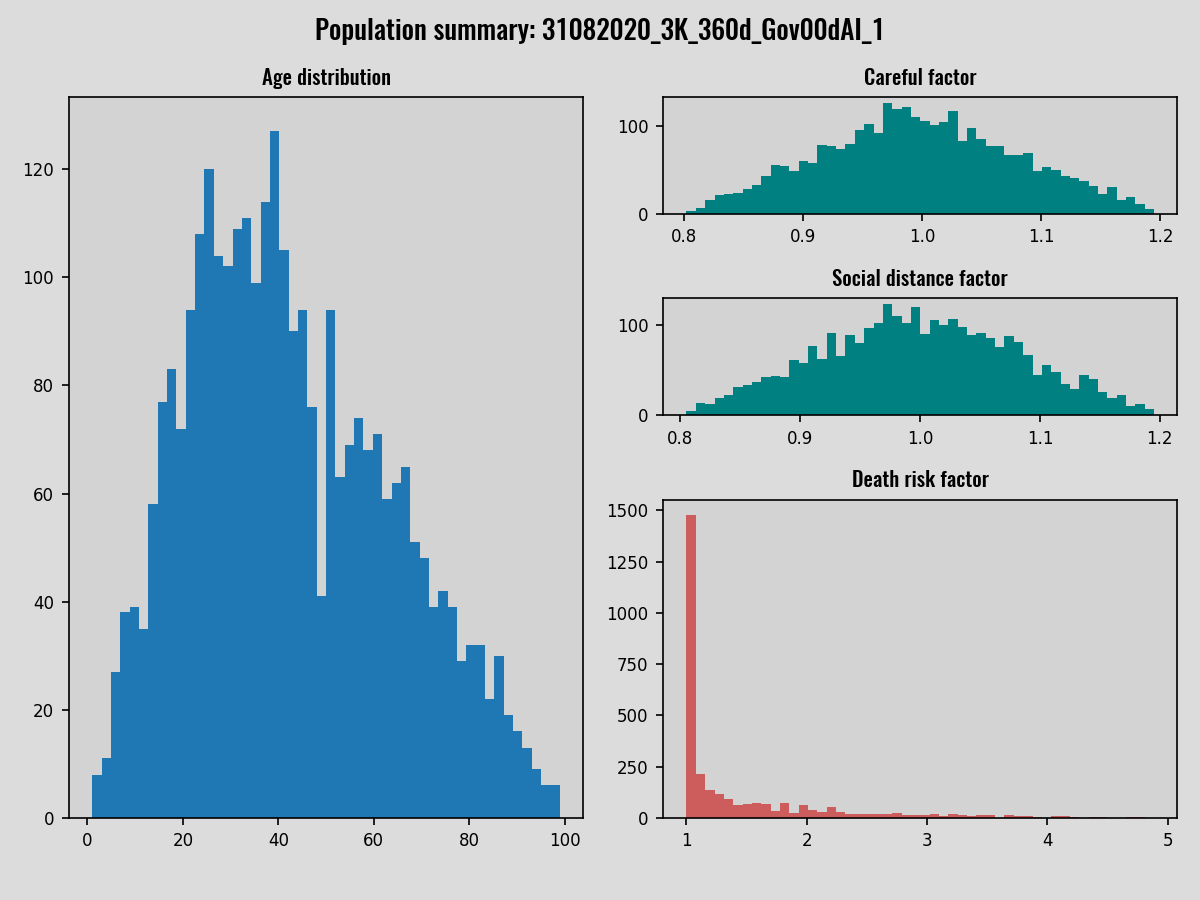 Population summary: 31082020_3K_360d_Gov00dAI_1
Age distribution
120
100
80
60
40
20
0
0 20 40 60 80 100
Careful factor
100
0
0.8 0.9 1.0 1.1 1.2
Social distance factor
100
0
0.8 0.9 1.0 1.1 1.2
Death risk factor
1500
1250
1000
750
500
250
0
1 2 3 4 5